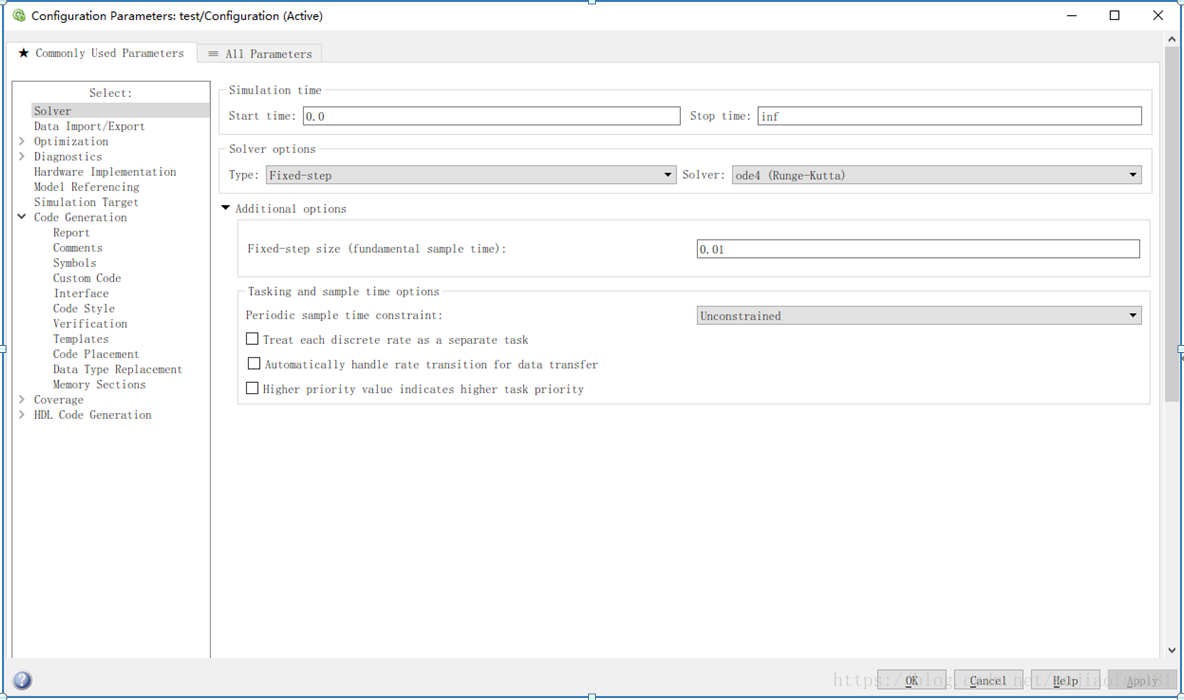 Configuration Parameters: test/Configuration (Active)
★ Commonly Used Parameters
≡ All Parameters
Select:
Solver
Data Import/Export
Optimization
Diagnostics
Hardware Implementation
Model Referencing
Simulation Target
Code Generation
Report
Comments
Symbols
Custom Code
Interface
Code Style
Verification
Templates
Code Placement
Data Type Replacement
Memory Sections
Coverage
HDL Code Generation
Simulation time
Start time: 0.0 Stop time: inf
Solver options
Type: Fixed-step Solver: ode4 (Runge-Kutta)
Additional options
Fixed-step size (fundamental sample time): 0.01
Tasking and sample time options
Periodic sample time constraint: Unconstrained
Treat each discrete rate as a separate task
Automatically handle rate transition for data transfer
Higher priority value indicates higher task priority
OK Cancel Help Apply